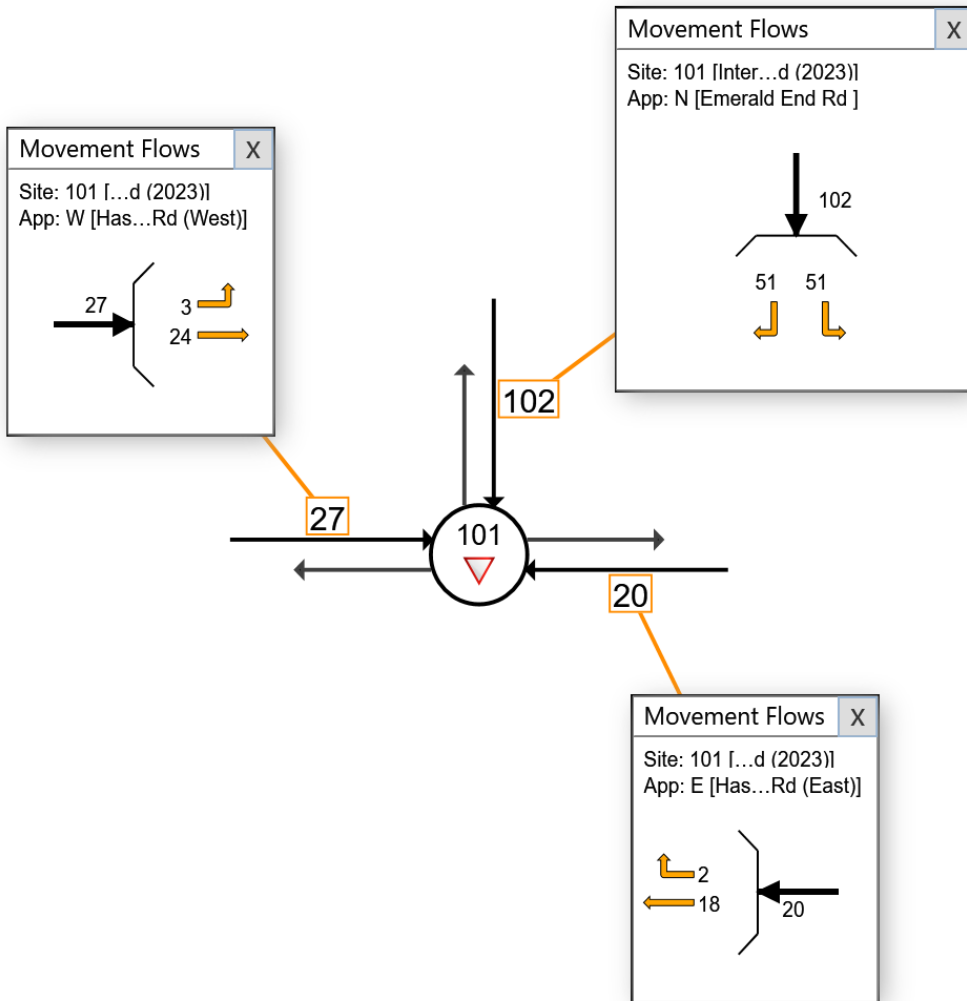 Movement Flows X
Site: 101 [Inter...d (2023)]
App: N [Emerald End Rd ]
102
51 51
Movement Flows X
Site: 101 [...d (2023)]
App: W [Has...Rd (West)]
27
3
24
102
27
101
20
Movement Flows X
Site: 101 [...d (2023)]
App: E [Has...Rd (East)]
2
18
20